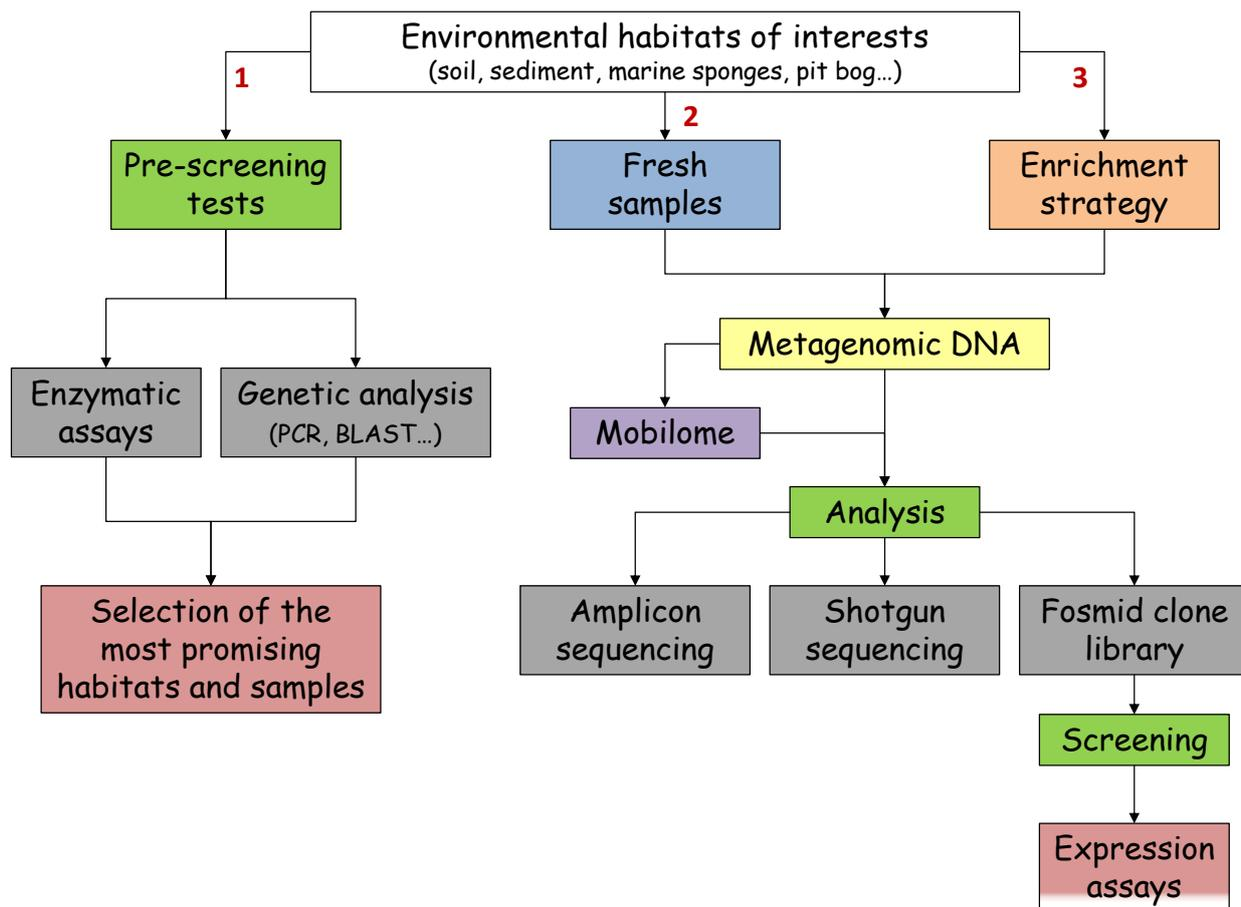 Environmental habitats of interests
(soil, sediment, marine sponges, pit bog…)
1
2
3
Pre-screening
tests
Fresh
samples
Enrichment
strategy
Metagenomic DNA
Enzymatic
assays
Genetic analysis
(PCR, BLAST…)
Mobilome
Analysis
Selection of the
most promising
habitats and samples
Amplicon
sequencing
Shotgun
sequencing
Fosmid clone
library
Screening
Expression
assays